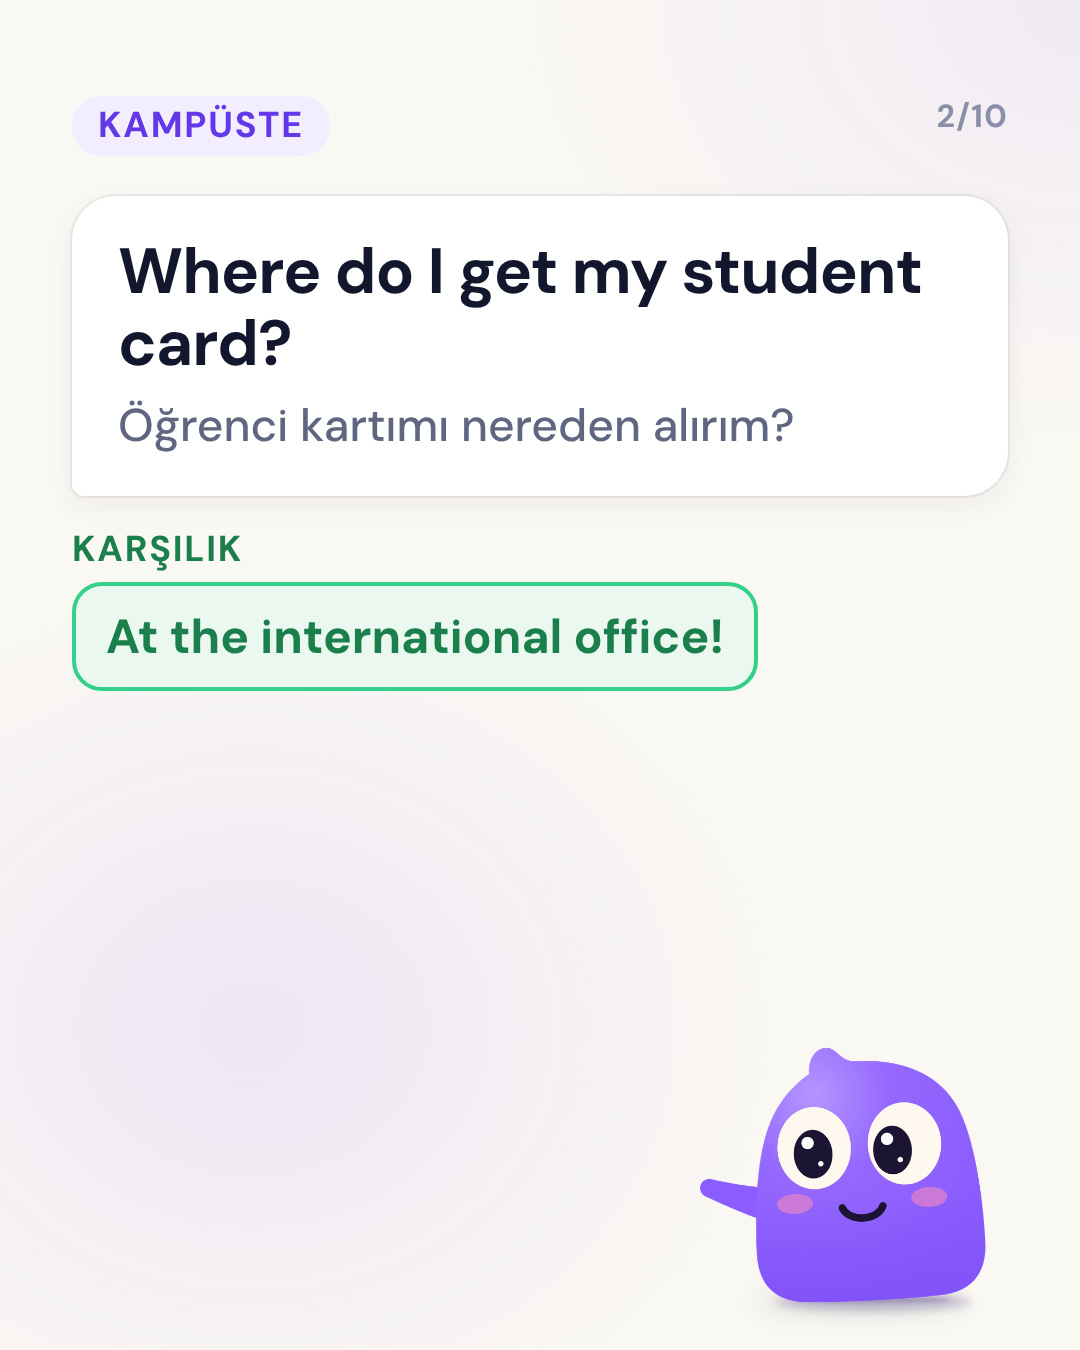 KAMPÜSTE
2/10
Where do I get my student
card?
Öğrenci kartımı nereden alırım?
KARŞILIK
At the international office!